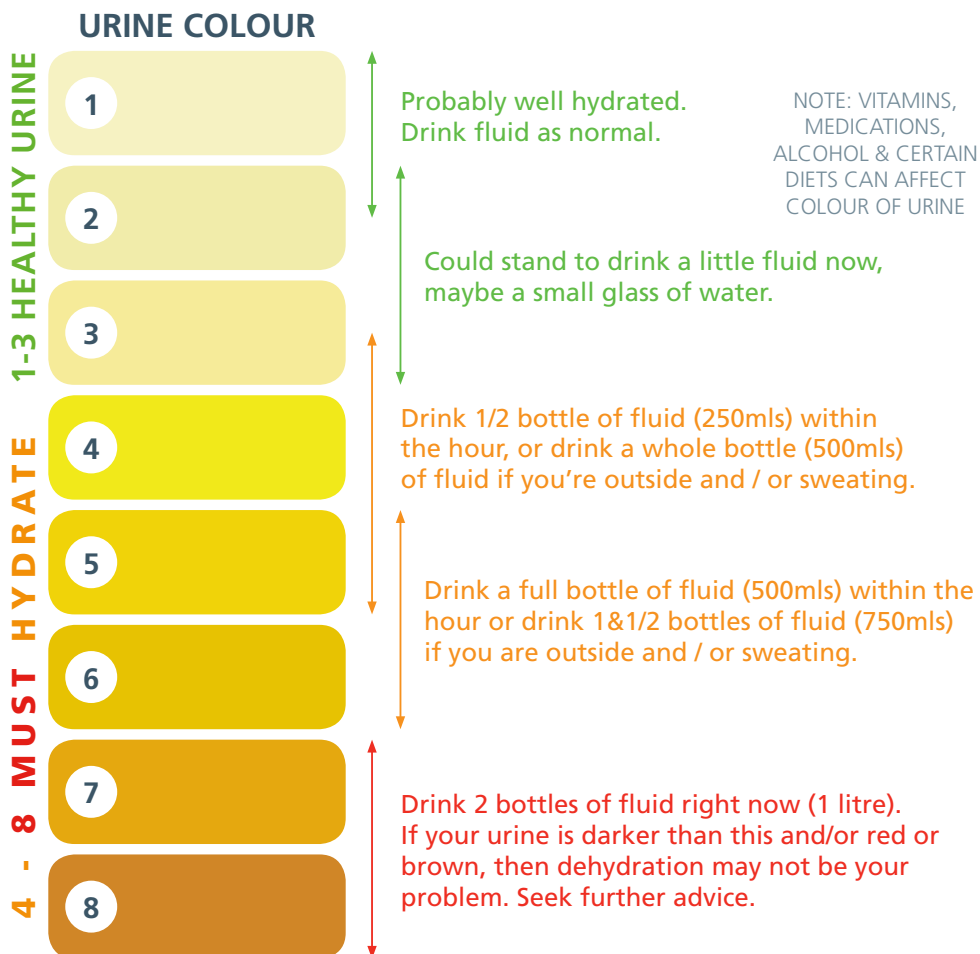 URINE COLOUR
1-3 HEALTHY URINE
4 - 8 MUST HYDRATE
1
Probably well hydrated.
Drink fluid as normal.
NOTE: VITAMINS,
MEDICATIONS,
ALCOHOL & CERTAIN
DIETS CAN AFFECT
COLOUR OF URINE
2
Could stand to drink a little fluid now,
maybe a small glass of water.
3
4
Drink 1/2 bottle of fluid (250mls) within
the hour, or drink a whole bottle (500mls)
of fluid if you’re outside and / or sweating.
5
Drink a full bottle of fluid (500mls) within the
hour or drink 1&1/2 bottles of fluid (750mls)
if you are outside and / or sweating.
6
7
Drink 2 bottles of fluid right now (1 litre).
If your urine is darker than this and/or red or
brown, then dehydration may not be your
problem. Seek further advice.
8